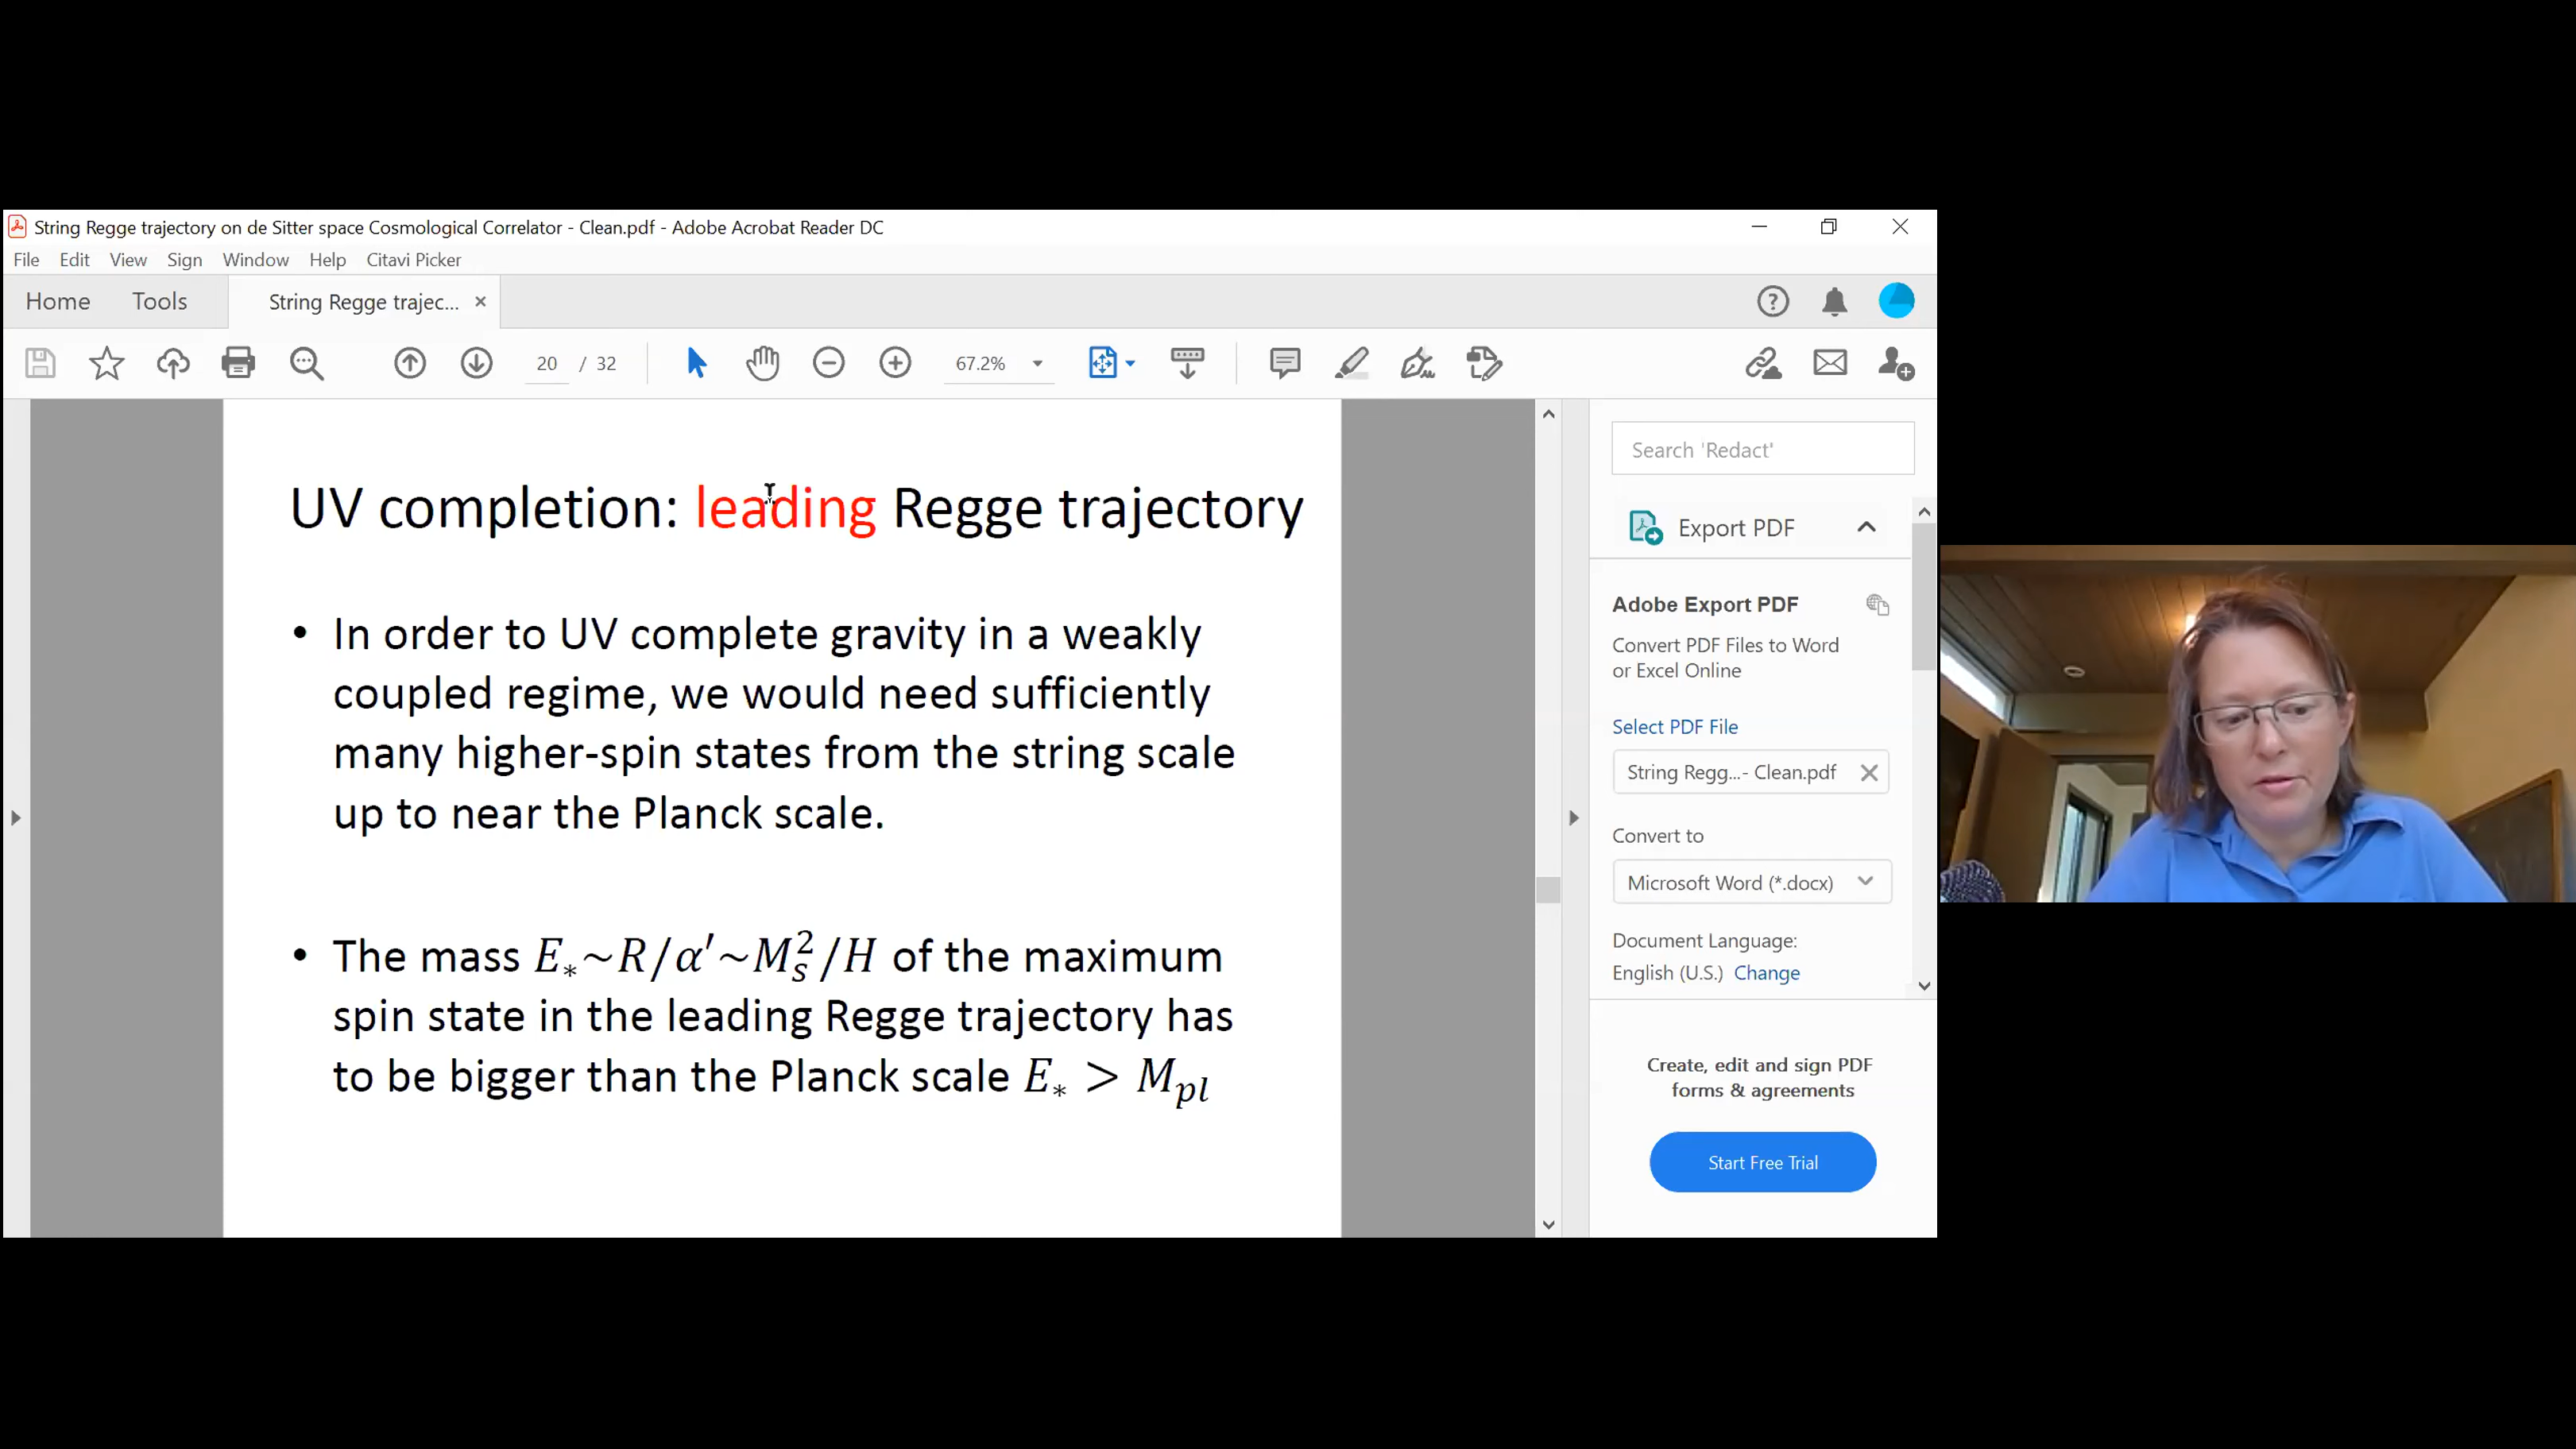 String Regge trajectory on de Sitter space Cosmological Correlator - Clean.pdf - Adobe Acrobat Reader DC
File Edit View Sign Window Help Citavi Picker
Home Tools String Regge trajec...
20 / 32 67.2%
UV completion: leading Regge trajectory
• In order to UV complete gravity in a weakly
coupled regime, we would need sufficiently
many higher-spin states from the string scale
up to near the Planck scale.
• The mass E_*~R/α′~M_s^2/H of the maximum
spin state in the leading Regge trajectory has
to be bigger than the Planck scale E_* > M_pl
Search 'Redact'
Export PDF
Adobe Export PDF
Convert PDF Files to Word
or Excel Online
Select PDF File
String Regg...- Clean.pdf
Convert to
Microsoft Word (*.docx)
Document Language:
English (U.S.) Change
Create, edit and sign PDF
forms & agreements
Start Free Trial